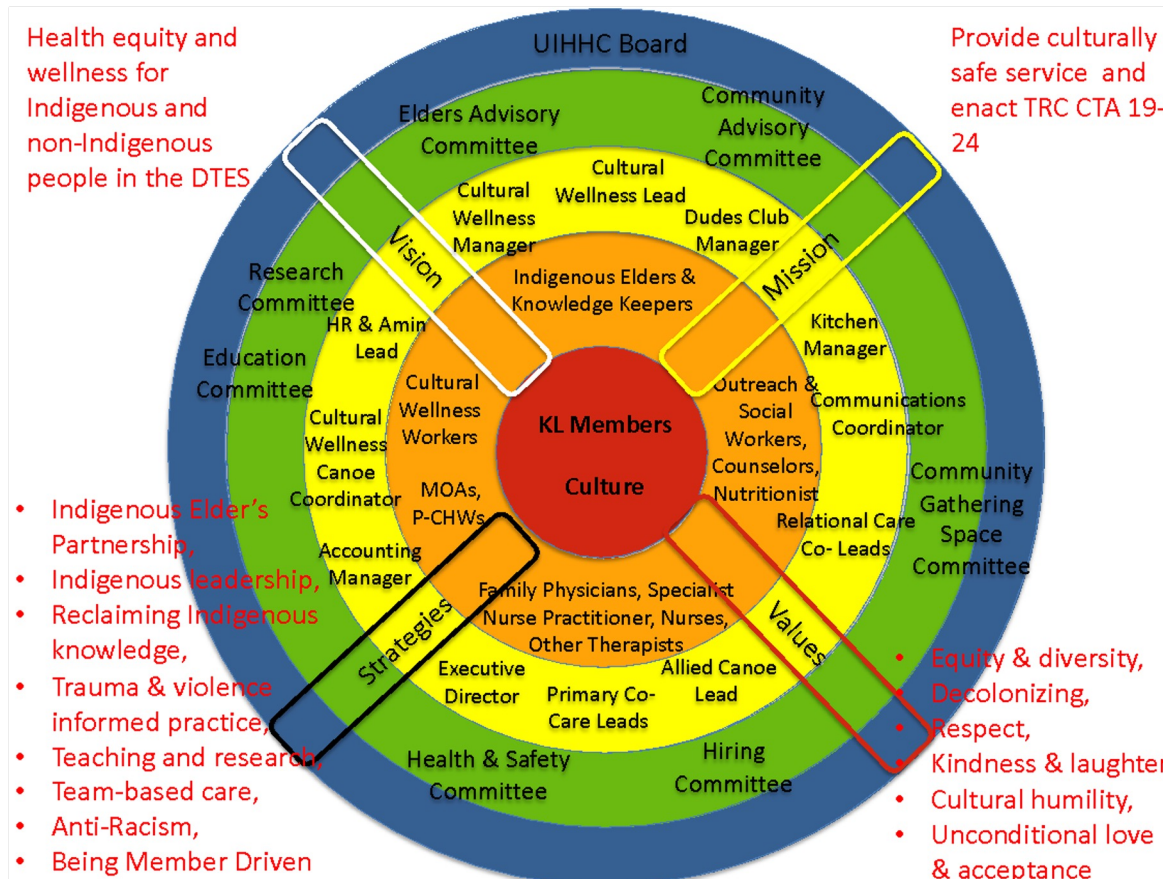 Health equity and
wellness for
Indigenous and
non-Indigenous
people in the DTES
UIHHC Board
Provide culturally
safe service and
enact TRC CTA 19-
24
Elders Advisory
Committee
Community
Advisory
Committee
Research
Committee
Education
Committee
Community
Gathering
Space
Committee
Health & Safety
Committee
Hiring
Committee
Cultural
Wellness
Manager
Cultural
Wellness Lead
Dudes Club
Manager
Vision
Mission
HR & Amin
Lead
Kitchen
Manager
Communications
Coordinator
Cultural
Wellness
Canoe
Coordinator
Relational Care
Co- Leads
Accounting
Manager
Strategies
Values
Executive
Director
Primary Co-
Care Leads
Allied Canoe
Lead
Indigenous Elders &
Knowledge Keepers
Cultural
Wellness
Workers
MOAs,
P-CHWs
Outreach &
Social
Workers,
Counselors,
Nutritionist
Family Physicians, Specialist
Nurse Practitioner, Nurses,
Other Therapists
KL Members
Culture
• Indigenous Elder’s
Partnership,
• Indigenous leadership,
• Reclaiming Indigenous
knowledge,
• Trauma & violence
informed practice,
• Teaching and research,
• Team-based care,
• Anti-Racism,
• Being Member Driven
• Equity & diversity,
• Decolonizing,
• Respect,
• Kindness & laughter
• Cultural humility,
• Unconditional love
& acceptance